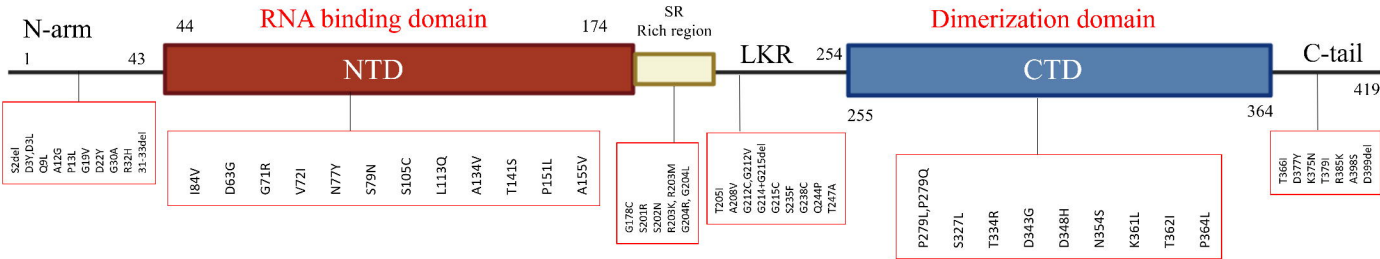 N-arm
1
43
RNA binding domain
44
174
NTD
SR
Rich region
LKR
254
Dimerization domain
CTD
255
364
C-tail
419
S2del
D3Y,D3L
Q9L
A12G
P13L
G19V
D22Y
G30A
R32H
31-33del
I84V
D63G
G71R
V72I
N77Y
S79N
S105C
L113Q
A134V
T141S
P151L
A155V
G178C
S201R
S202N
R203K, R203M
G204R, G204L
T205I
A208V
G212C,G212V
G214+G215del
G215C
S235F
G238C
Q244P
T247A
P279L,P279Q
S327L
T334R
D343G
D348H
N354S
K361L
T362I
P364L
T366I
D377Y
K375N
T379I
R385K
A398S
D399del